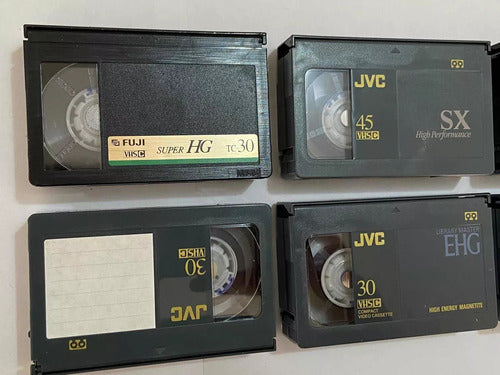 FUJI
VHS C
SUPER HG TC30
JVC
45
VHS C
SX
High Performance
VHS C
30
JVC
JVC
LIBRARY MASTER
EHG
30
VHS C
COMPACT
VIDEO CASSETTE
HIGH ENERGY MAGNETITE